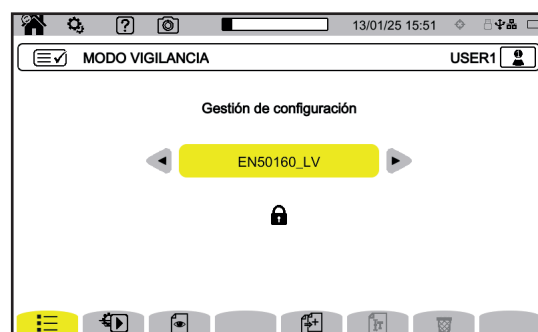 13/01/25 15:51
MODO VIGILANCIA USER1
Gestión de configuración
EN50160_LV